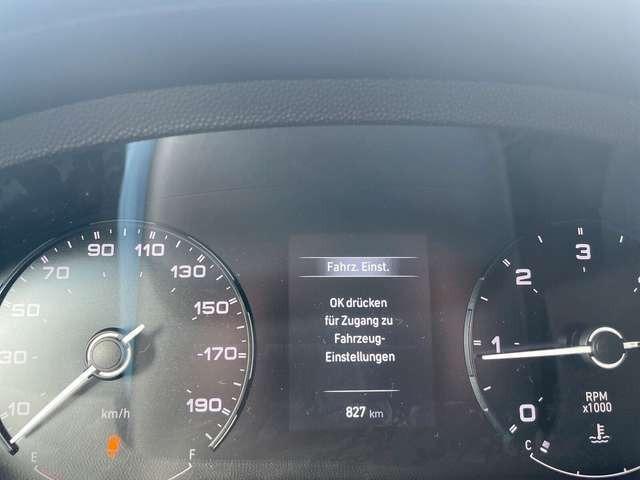 Fahrz. Einst.
OK drücken
für Zugang zu
Fahrzeug-
Einstellungen
827 km
10
30
50
70
90
110
130
150
170
190
km/h
E
F
0
1
2
3
RPM
x1000
C